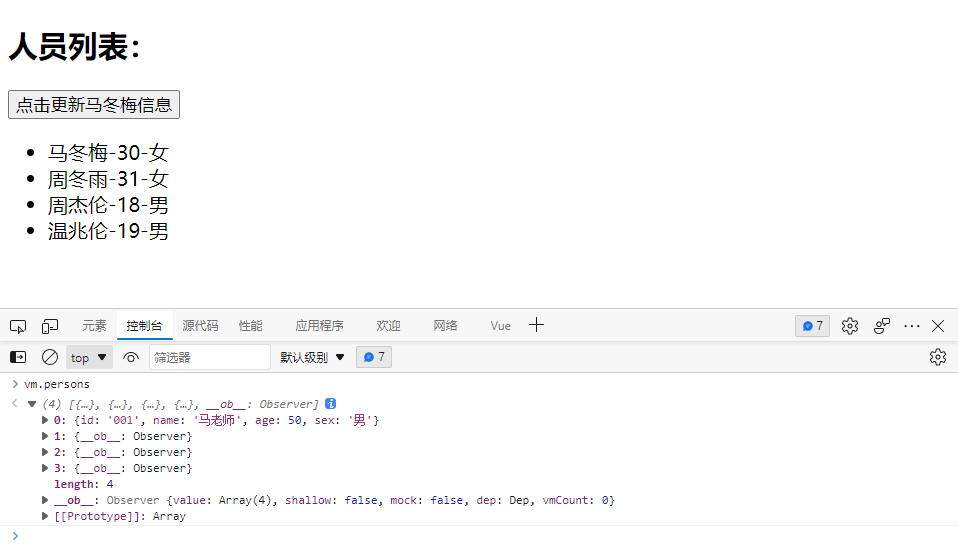 人员列表：
点击更新马冬梅信息
马冬梅-30-女
周冬雨-31-女
周杰伦-18-男
温兆伦-19-男
元素 控制台 源代码 性能 应用程序 欢迎 网络 Vue 7
top 筛选器 默认级别 7
vm.persons
(4) [{…}, {…}, {…}, {…}, __ob__: Observer]
0: {id: '001', name: '马老师', age: 50, sex: '男'}
1: {__ob__: Observer}
2: {__ob__: Observer}
3: {__ob__: Observer}
length: 4
__ob__: Observer {value: Array(4), shallow: false, mock: false, dep: Dep, vmCount: 0}
[[Prototype]]: Array